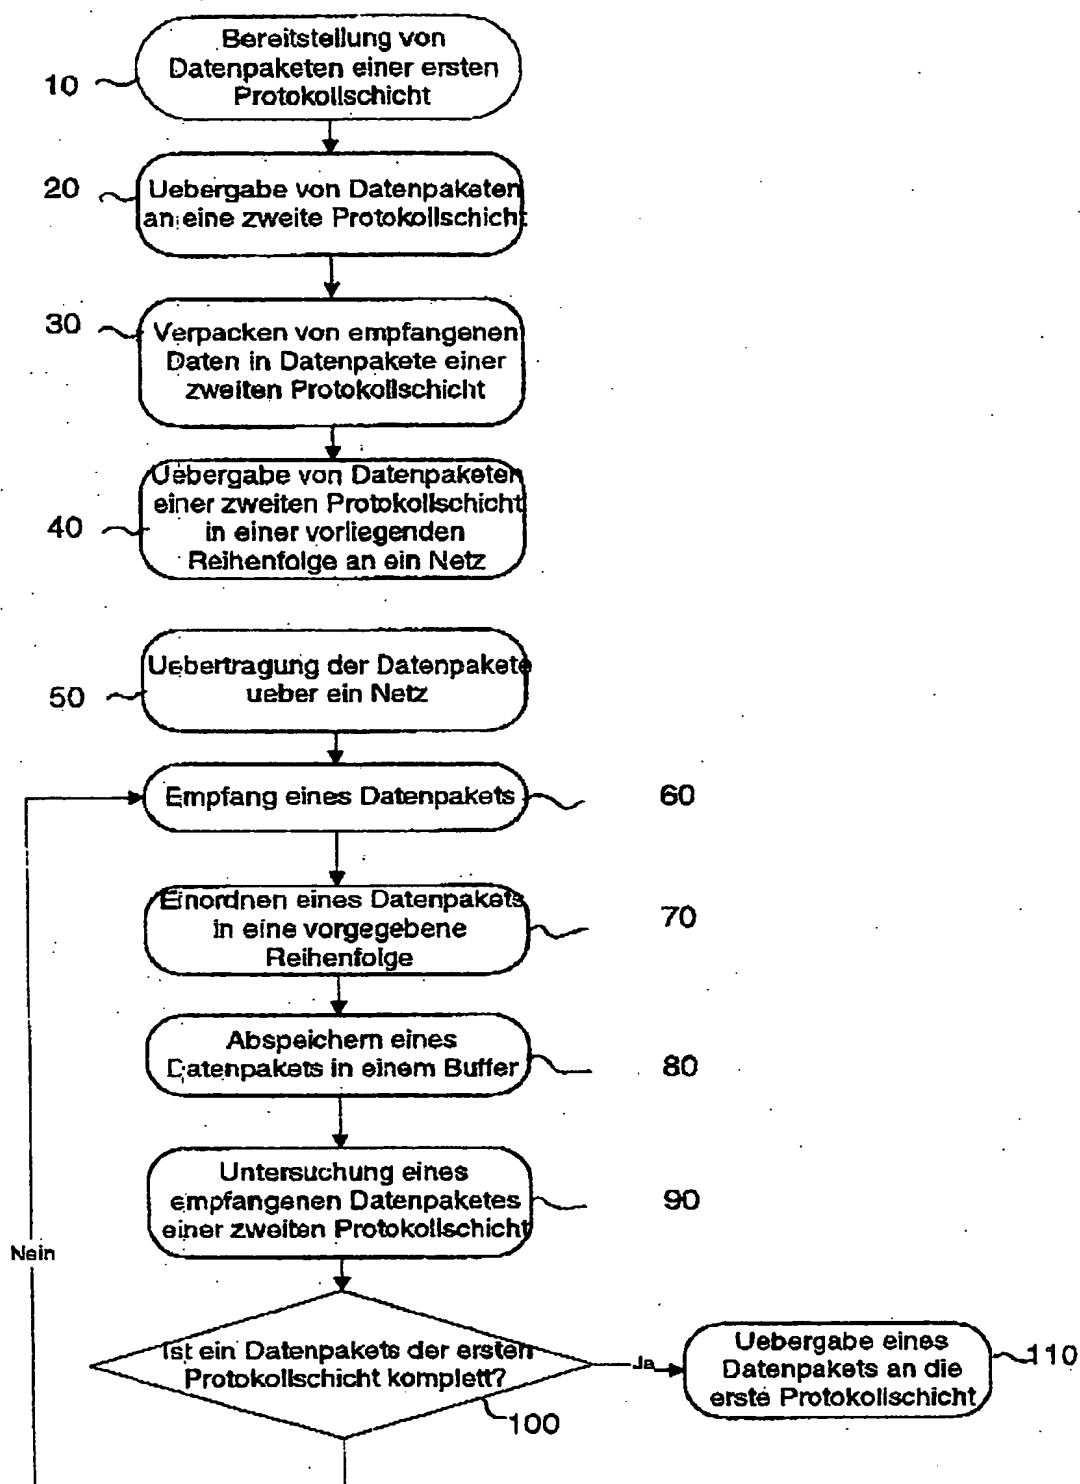 Bereitstellung von
Datenpaketen einer ersten
Protokollschicht
10
20
Uebergabe von Datenpaketen
an eine zweite Protokollschicht
30
Verpacken von empfangenen
Daten in Datenpakete einer
zweiten Protokollschicht
Uebergabe von Datenpaketen
einer zweiten Protokollschicht
in einer vorliegenden
Reihenfolge an ein Netz
40
Uebertragung der Datenpakete
ueber ein Netz
50
Empfang eines Datenpakets
60
Einordnen eines Datenpakets
in eine vorgegebene
Reihenfolge
70
Abspeichern eines
Datenpakets in einem Buffer
80
Untersuchung eines
empfangenen Datenpaketes
einer zweiten Protokollschicht
90
Nein
Ist ein Datenpakets der ersten
Protokollschicht komplett?
100
Ja
Uebergabe eines
Datenpakets an die
erste Protokollschicht
110